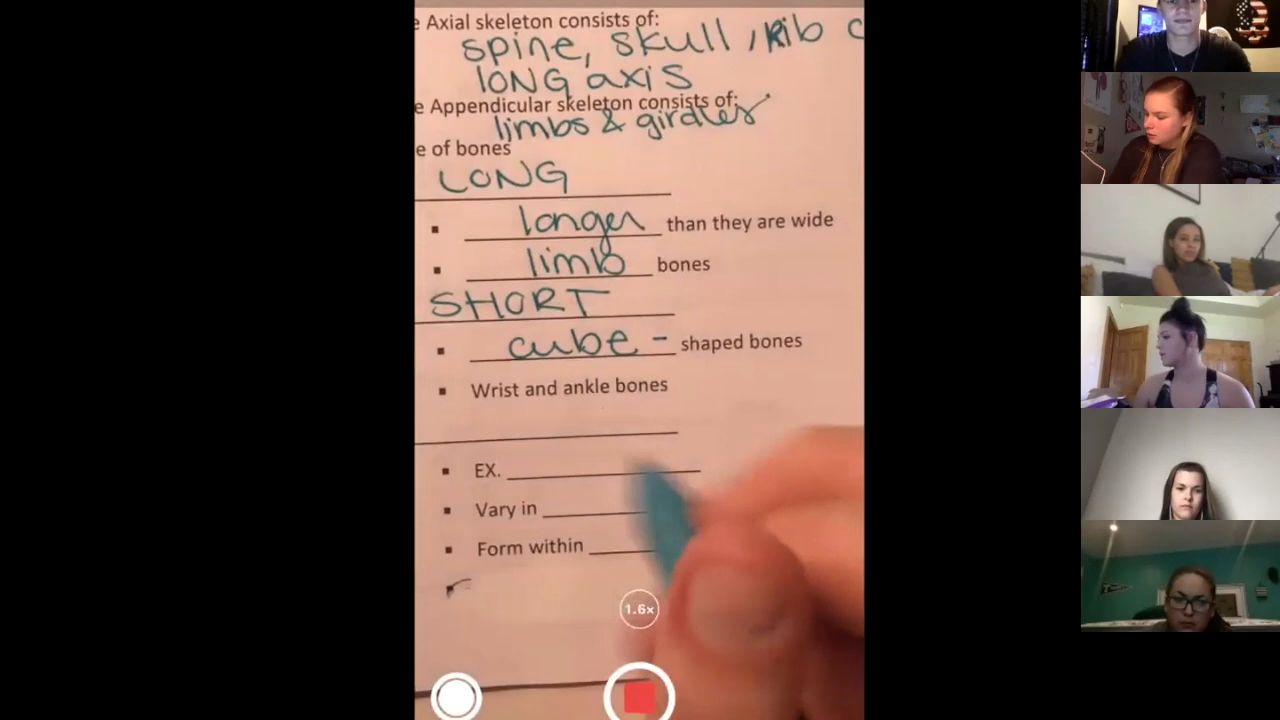 e Axial skeleton consists of:
spine, skull, Rib c
LONG axis
e Appendicular skeleton consists of:
limbs & girdles
e of bones
LONG
longer than they are wide
limb bones
SHORT
cube - shaped bones
Wrist and ankle bones
EX.
Vary in
Form within
1.6x